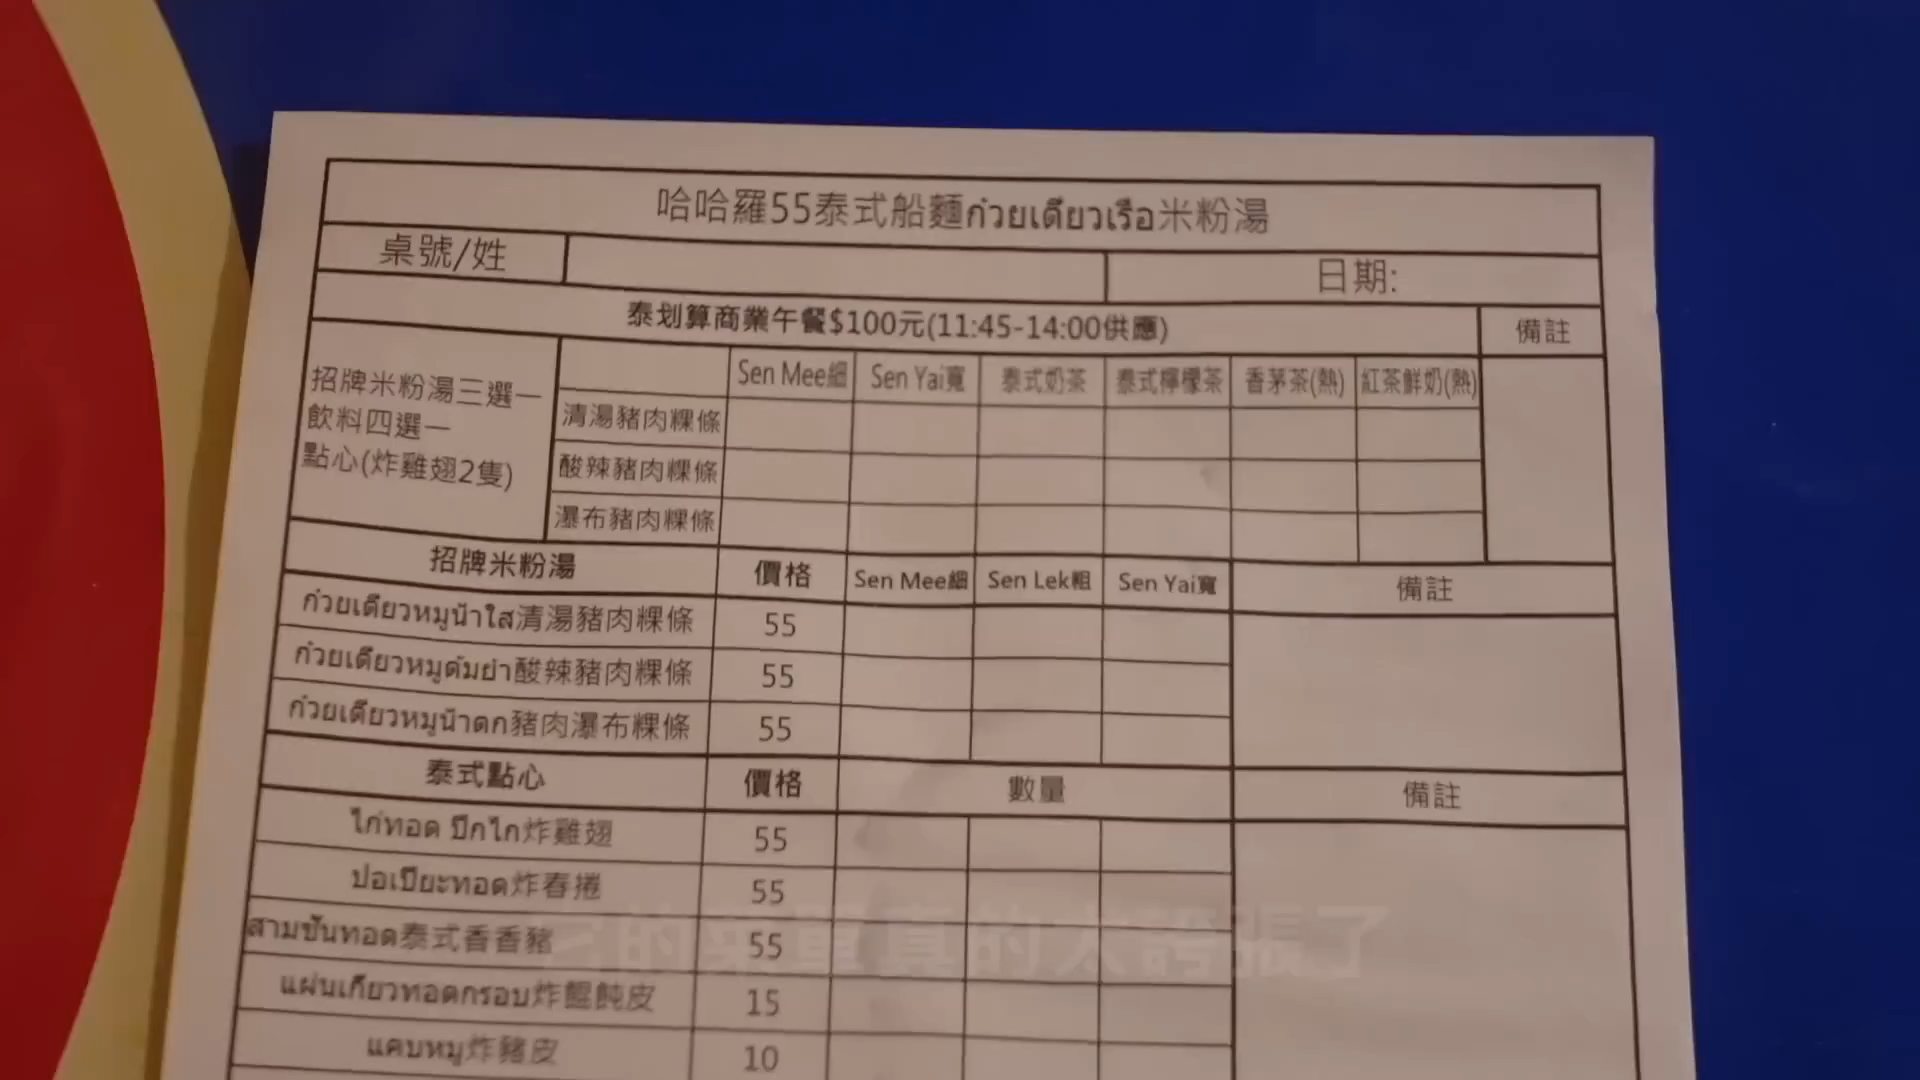 哈哈羅55泰式船麵ก๋วยเตี๋ยวเรือ米粉湯
桌號/姓
日期:
泰划算商業午餐$100元(11:45-14:00供應)
備註
招牌米粉湯三選一
飲料四選一
點心(炸雞翅2隻)
Sen Mee細 Sen Yai寬 泰式奶茶 泰式檸檬茶 香茅茶(熱) 紅茶鮮奶(熱)
清湯豬肉粿條
酸辣豬肉粿條
瀑布豬肉粿條
招牌米粉湯 價格 Sen Mee細 Sen Lek粗 Sen Yai寬 備註
ก๋วยเตี๋ยวหมูน้ำใส清湯豬肉粿條 55
ก๋วยเตี๋ยวหมูต้มยำ酸辣豬肉粿條 55
ก๋วยเตี๋ยวหมูน้ำตก豬肉瀑布粿條 55
泰式點心 價格 數量 備註
ไก่ทอด ปีกไก่炸雞翅 55
ปอเปี๊ยะทอด炸春捲 55
สามชั้นทอด泰式香香豬 55
它的菜單真的太誇張了
แผ่นเกี๊ยวทอดกรอบ炸餛飩皮 15
แคบหมู炸豬皮 10